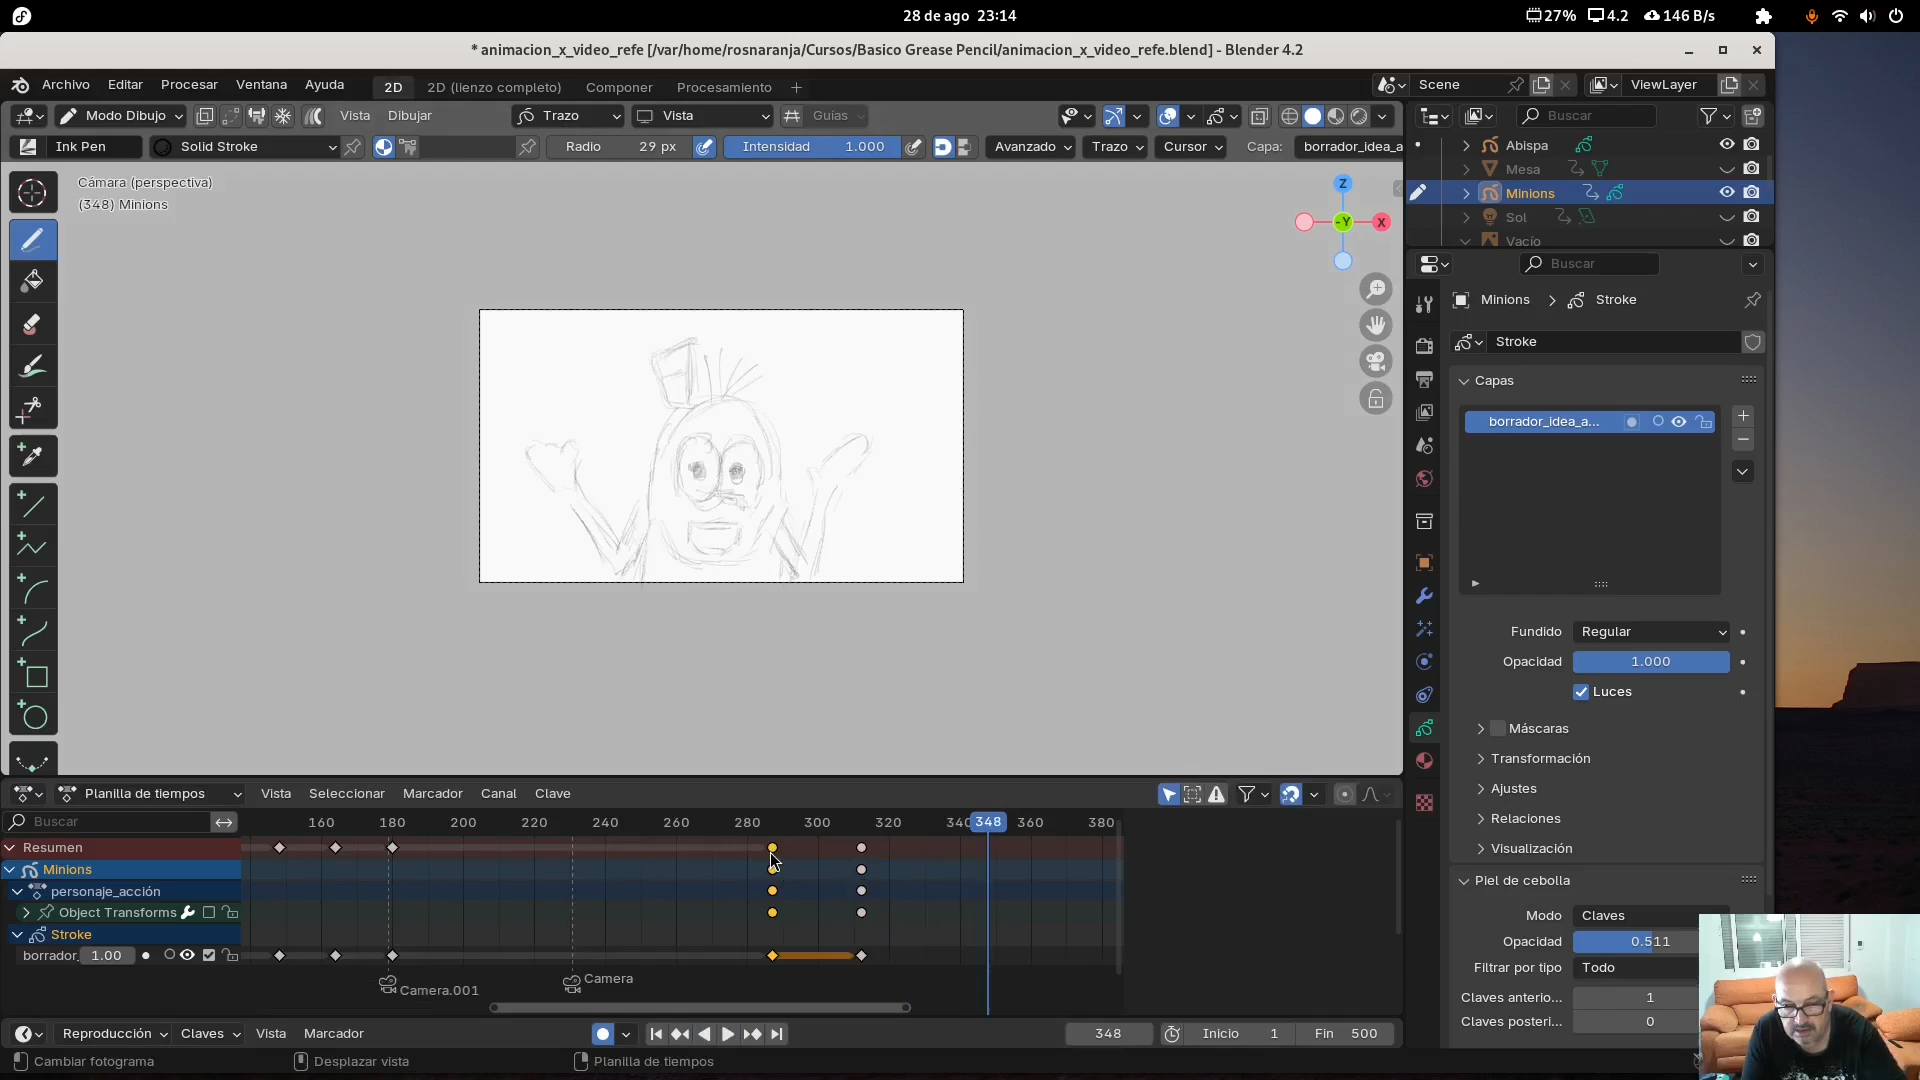 28 de ago 23:14
27% 4.2 146 B/s
* animacion_x_video_refe [/var/home/rosnaranja/Cursos/Basico Grease Pencil/animacion_x_video_refe.blend] - Blender 4.2
Archivo Editar Procesar Ventana Ayuda 2D 2D (lienzo completo) Componer Procesamiento + Scene ViewLayer
Modo Dibujo Vista Dibujar Trazo Vista Guías Buscar
Ink Pen Solid Stroke Radio 29 px Intensidad 1.000 Avanzado Trazo Cursor Capa: borrador_idea_a
Abispa
Mesa
Minions
Sol
Vacío
Cámara (perspectiva)
(348) Minions
Z
-Y X
Buscar
Minions > Stroke
Stroke
Capas
borrador_idea_a...
Fundido Regular
Opacidad 1.000
Luces
Máscaras
Transformación
Ajustes
Relaciones
Visualización
Piel de cebolla
Modo Claves
Opacidad 0.511
Filtrar por tipo Todo
Claves anterio... 1
Claves posteri... 0
Planilla de tiempos Vista Seleccionar Marcador Canal Clave
Buscar 160 180 200 220 240 260 280 300 320 340 348 360 380
Resumen
Minions
personaje_acción
Object Transforms
Stroke
borrador_ 1.00
Camera.001 Camera
Reproducción Claves Vista Marcador 348 Inicio 1 Fin 500
Cambiar fotograma Desplazar vista Planilla de tiempos